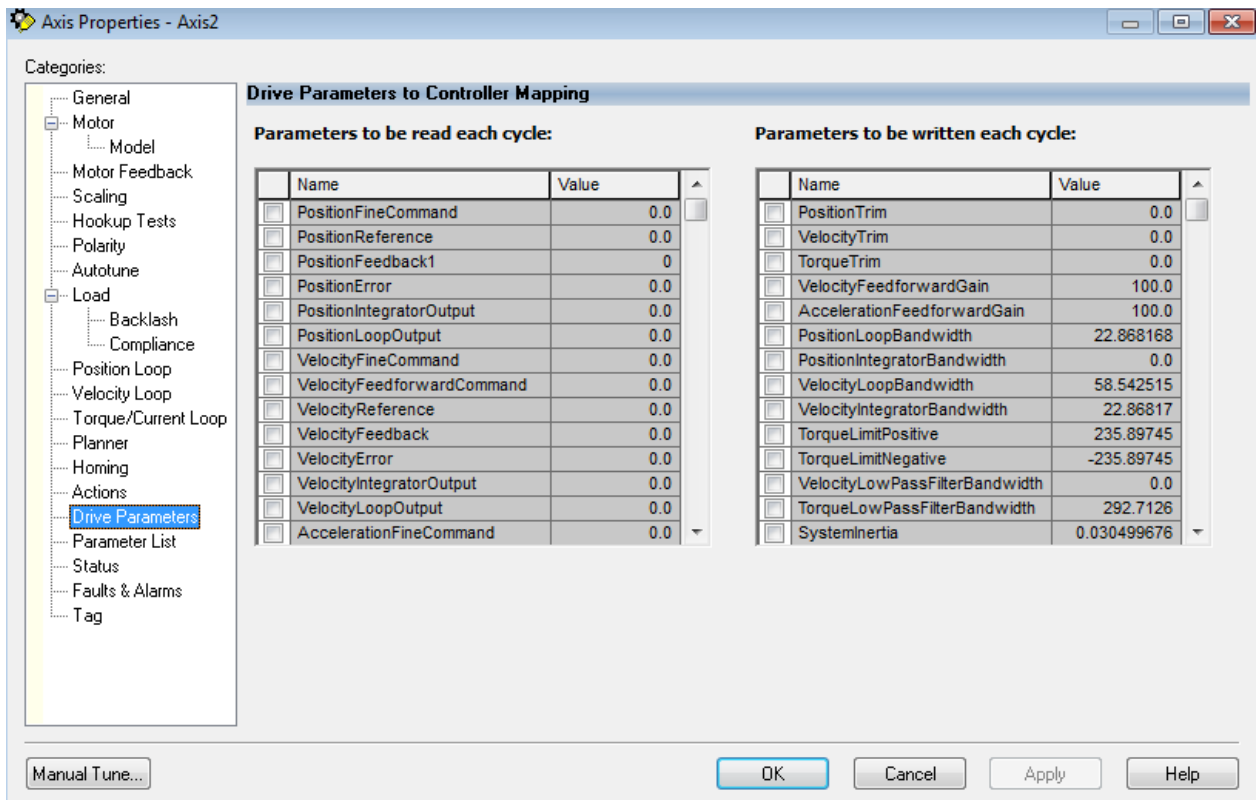 Axis Properties - Axis2
Categories:
General
Motor
Model
Motor Feedback
Scaling
Hookup Tests
Polarity
Autotune
Load
Backlash
Compliance
Position Loop
Velocity Loop
Torque/Current Loop
Planner
Homing
Actions
Drive Parameters
Parameter List
Status
Faults & Alarms
Tag
Drive Parameters to Controller Mapping
Parameters to be read each cycle:
Name Value
PositionFineCommand 0.0
PositionReference 0.0
PositionFeedback1 0
PositionError 0.0
PositionIntegratorOutput 0.0
PositionLoopOutput 0.0
VelocityFineCommand 0.0
VelocityFeedforwardCommand 0.0
VelocityReference 0.0
VelocityFeedback 0.0
VelocityError 0.0
VelocityIntegratorOutput 0.0
VelocityLoopOutput 0.0
AccelerationFineCommand 0.0
Parameters to be written each cycle:
Name Value
PositionTrim 0.0
VelocityTrim 0.0
TorqueTrim 0.0
VelocityFeedforwardGain 100.0
AccelerationFeedforwardGain 100.0
PositionLoopBandwidth 22.868168
PositionIntegratorBandwidth 0.0
VelocityLoopBandwidth 58.542515
VelocityIntegratorBandwidth 22.86817
TorqueLimitPositive 235.89745
TorqueLimitNegative -235.89745
VelocityLowPassFilterBandwidth 0.0
TorqueLowPassFilterBandwidth 292.7126
SystemInertia 0.030499676
Manual Tune...
OK
Cancel
Apply
Help